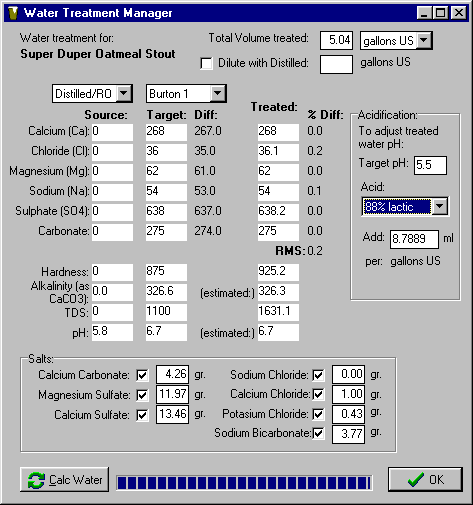 Water Treatment Manager
Water treatment for:
Super Duper Oatmeal Stout
Total Volume treated: 5.04 gallons US
Dilute with Distilled: gallons US
Distilled/RO Burton 1
Source: Target: Diff: Treated: % Diff:
Calcium (Ca): 0 268 267.0 268 0.0
Chloride (Cl): 0 36 35.0 36.1 0.2
Magnesium (Mg): 0 62 61.0 62 0.0
Sodium (Na): 0 54 53.0 54 0.1
Sulphate (SO4): 0 638 637.0 638.2 0.0
Carbonate: 0 275 274.0 275 0.0
RMS: 0.2
Hardness: 0 875 925.2
Alkalinity (as
CaCO3): 0.0 326.6 (estimated:) 326.3
TDS: 0 1100 1631.1
pH: 5.8 6.7 (estimated:) 6.7
Acidification:
To adjust treated
water pH:
Target pH: 5.5
Acid:
88% lactic
Add: 8.7889 ml
per: gallons US
Salts:
Calcium Carbonate: 4.26 gr.
Magnesium Sulfate: 11.97 gr.
Calcium Sulfate: 13.46 gr.
Sodium Chloride: 0.00 gr.
Calcium Chloride: 1.00 gr.
Potasium Chloride: 0.43 gr.
Sodium Bicarbonate: 3.77 gr.
Calc Water
OK